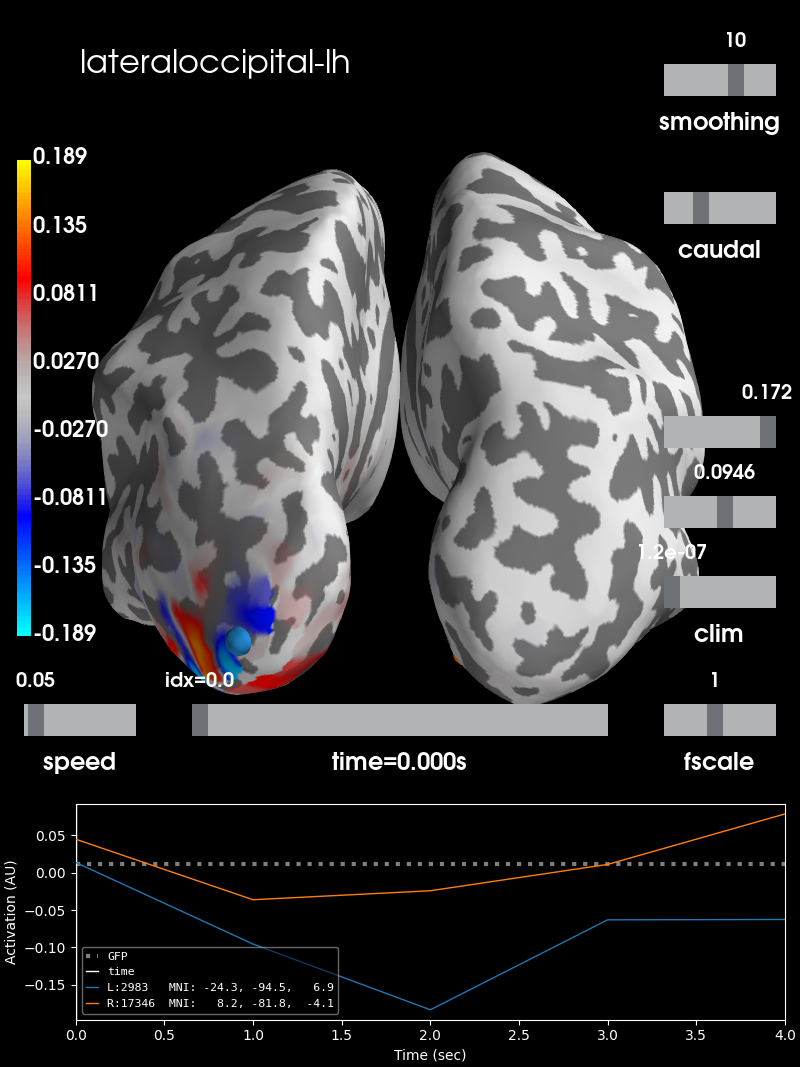 lateraloccipital-lh
10
smoothing
caudal
0.189
0.135
0.0811
0.0270
-0.0270
-0.0811
-0.135
-0.189
0.172
0.0946
1.2e-07
clim
0.05
speed
idx=0.0
time=0.000s
1
fscale
Activation (AU)
0.05
0.00
−0.05
−0.10
−0.15
GFP
time
L:2983 MNI: -24.3, -94.5, 6.9
R:17346 MNI: 8.2, -81.8, -4.1
0.0 0.5 1.0 1.5 2.0 2.5 3.0 3.5 4.0
Time (sec)